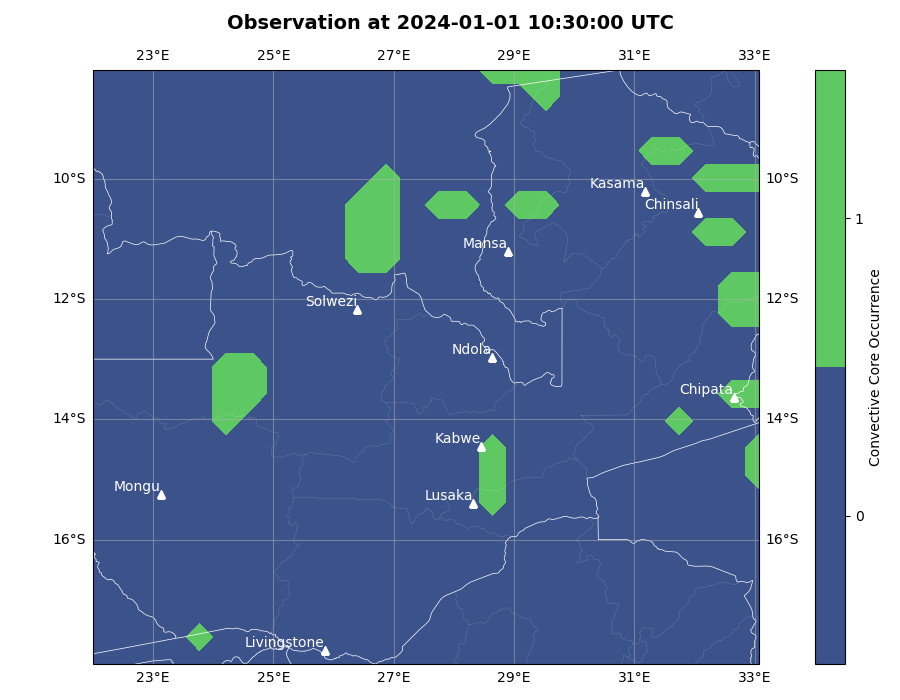 Observation at 2024-01-01 10:30:00 UTC
23°E 25°E 27°E 29°E 31°E 33°E
10°S 10°S
Kasama
Chinsali
Mansa
12°S 12°S
Solwezi
Ndola
Chipata
14°S 14°S
Kabwe
Mongu
Lusaka
16°S 16°S
Livingstone
23°E 25°E 27°E 29°E 31°E 33°E
1
0
Convective Core Occurrence